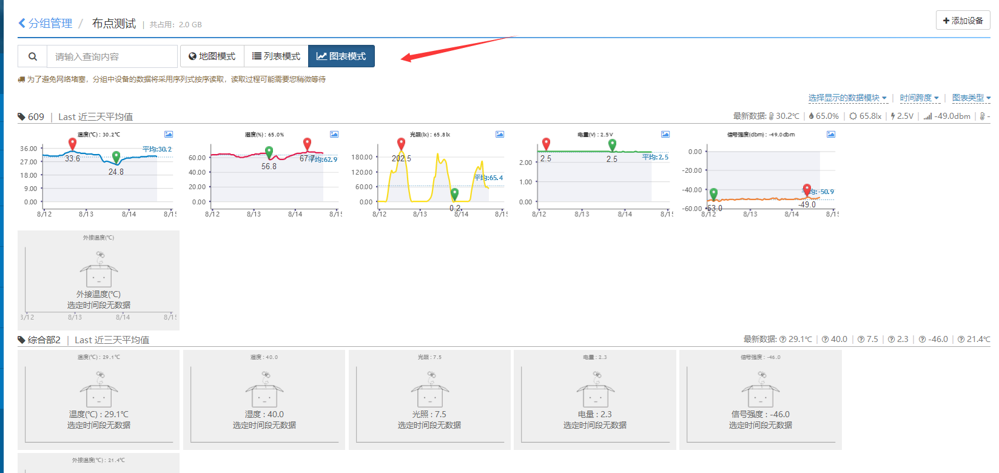 分组管理 / 布点测试 | 共占用：2.0 GB
添加设备
请输入查询内容 地图模式 列表模式 图表模式
为了避免网络堵塞，分组中设备的数据将采用序列式按序读取，读取过程可能需要您稍微等待
选择显示的数据模块 | 时间跨度 | 图表类型
609 | Last 近三天平均值
最新数据: 30.2℃ | 65.0% | 65.8lx | 2.5V | -49.0dbm | -
温度(℃) : 30.2℃
36.00
27.00
18.00
9.00
0.00
平均:30.2
33.6
24.8
8/12 8/13 8/14 8/15
湿度(%) : 65.0%
60.00
40.00
20.00
0.00
56.8
67.7
平均:62.9
8/12 8/13 8/14 8/15
光照(lx) : 65.8lx
180.00
120.00
60.00
0.00
202.5
平均:65.4
0.2
8/12 8/13 8/14 8/15
电量(V) : 2.5V
2.00
1.00
0.00
2.5
2.5
平均:2.5
8/12 8/13 8/14 8/15
信号强度(dbm) : -49.0dbm
0.00
-20.00
-40.00
-60.00
-53.0
平均:-50.9
-49.0
8/12 8/13 8/14 8/15
外接温度(℃)
外接温度(℃)
选定时间段无数据
8/12 8/13 8/14 8/15
综合部2 | Last 近三天平均值
最新数据: 29.1℃ | 40.0 | 7.5 | 2.3 | -46.0 | 21.4℃
温度(℃) : 29.1℃
温度(℃) : 29.1℃
选定时间段无数据
湿度 : 40.0
湿度 : 40.0
选定时间段无数据
光照 : 7.5
光照 : 7.5
选定时间段无数据
电量 : 2.3
电量 : 2.3
选定时间段无数据
信号强度 : -46.0
信号强度 : -46.0
选定时间段无数据
外接温度(℃) : 21.4℃